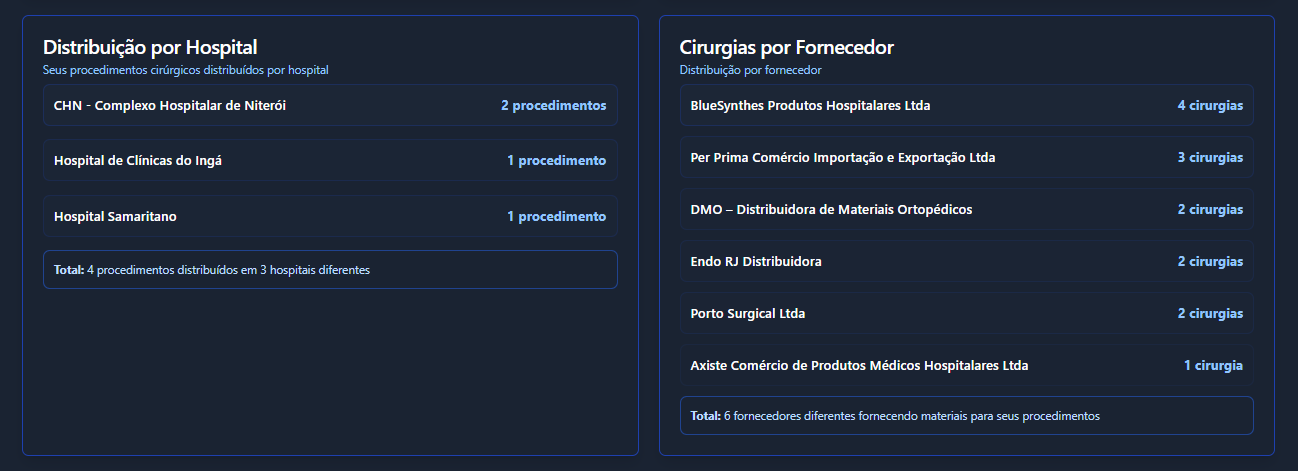 Distribuição por Hospital
Seus procedimentos cirúrgicos distribuídos por hospital
CHN - Complexo Hospitalar de Niterói
2 procedimentos
Hospital de Clínicas do Ingá
1 procedimento
Hospital Samaritano
1 procedimento
Total: 4 procedimentos distribuídos em 3 hospitais diferentes
Cirurgias por Fornecedor
Distribuição por fornecedor
BlueSynthes Produtos Hospitalares Ltda
4 cirurgias
Per Prima Comércio Importação e Exportação Ltda
3 cirurgias
DMO – Distribuidora de Materiais Ortopédicos
2 cirurgias
Endo RJ Distribuidora
2 cirurgias
Porto Surgical Ltda
2 cirurgias
Axiste Comércio de Produtos Médicos Hospitalares Ltda
1 cirurgia
Total: 6 fornecedores diferentes fornecendo materiais para seus procedimentos